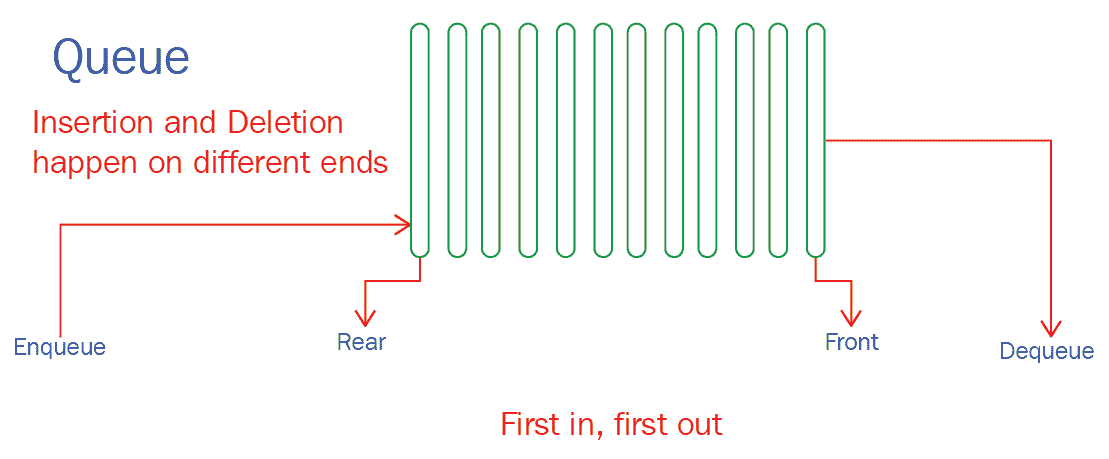 Queue
Insertion and Deletion
happen on different ends
Enqueue
Rear
Front
Dequeue
First in, first out